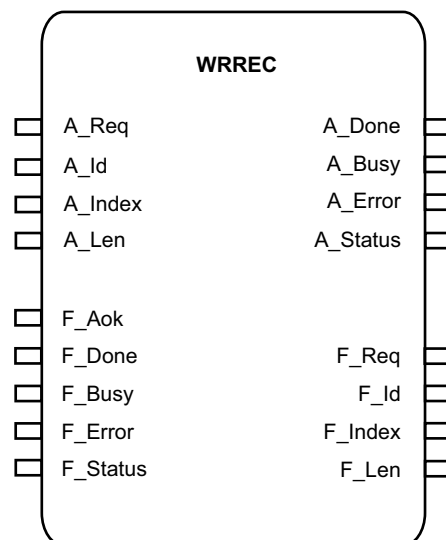 WRREC
A_Req A_Done
A_Id A_Busy
A_Index A_Error
A_Len A_Status
F_Aok
F_Done F_Req
F_Busy F_Id
F_Error F_Index
F_Status F_Len